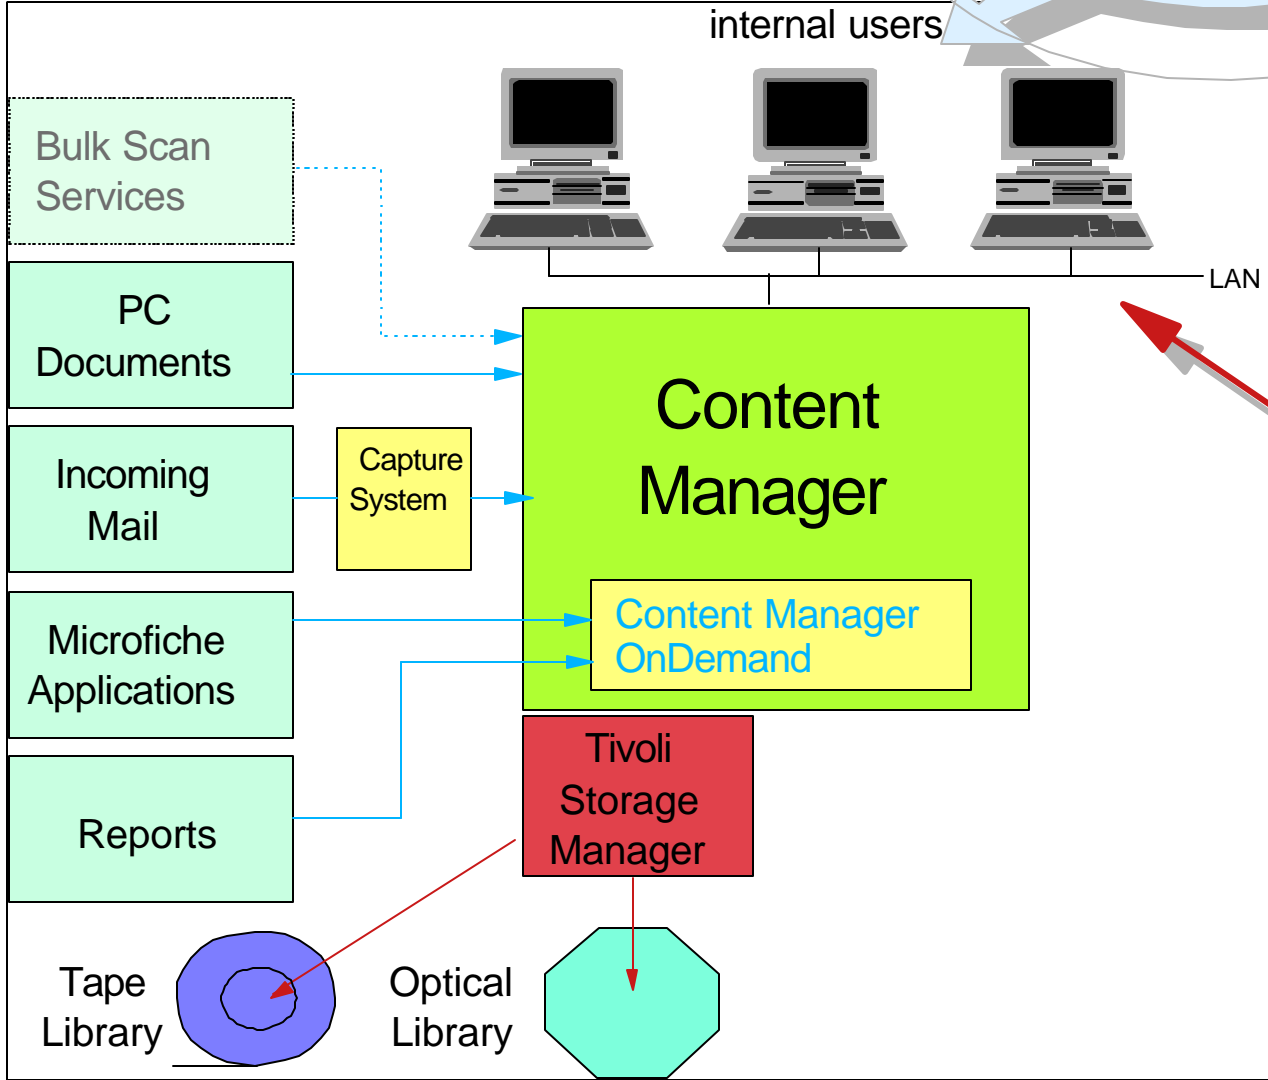 internal users
Bulk Scan
Services
LAN
PC
Documents
Content
Manager
Incoming
Mail
Capture
System
Content Manager
OnDemand
Microfiche
Applications
Tivoli
Storage
Manager
Reports
Tape
Library
Optical
Library